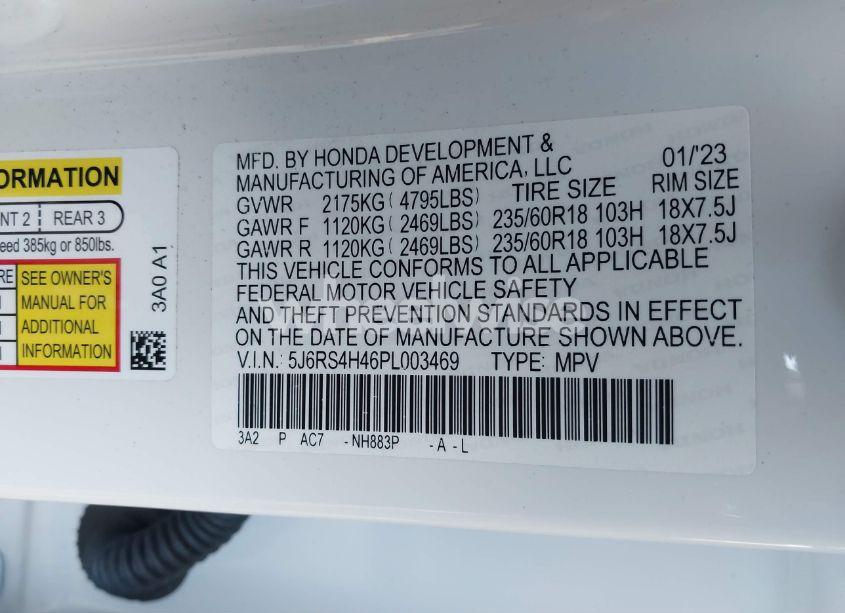 ORMATION
NT 2 REAR 3
eed 385kg or 850lbs.
RE SEE OWNER'S
MANUAL FOR
ADDITIONAL
INFORMATION
3A0 A1
MFD. BY HONDA DEVELOPMENT &
MANUFACTURING OF AMERICA, LLC 01/'23
GVWR 2175KG( 4795LBS) TIRE SIZE RIM SIZE
GAWR F 1120KG( 2469LBS) 235/60R18 103H 18X7.5J
GAWR R 1120KG( 2469LBS) 235/60R18 103H 18X7.5J
THIS VEHICLE CONFORMS TO ALL APPLICABLE
FEDERAL MOTOR VEHICLE SAFETY
AND THEFT PREVENTION STANDARDS IN EFFECT
ON THE DATE OF MANUFACTURE SHOWN ABOVE.
V.I.N.: 5J6RS4H46PL003469 TYPE: MPV
3A2 P AC7 -NH883P -A-L